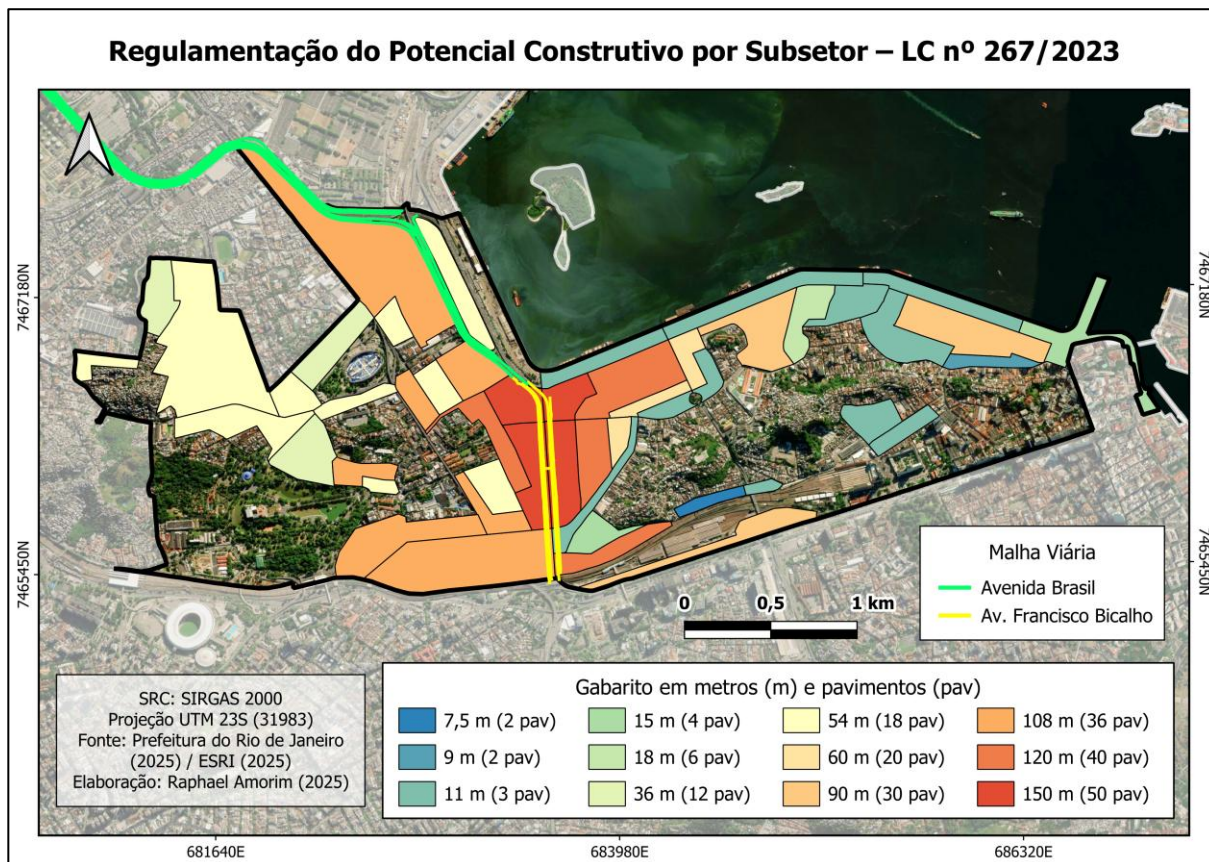 Regulamentação do Potencial Construtivo por Subsetor – LC nº 267/2023
7467180N
7467180N
7465450N
7465450N
Malha Viária
Avenida Brasil
Av. Francisco Bicalho
0 0,5 1 km
SRC: SIRGAS 2000
Projeção UTM 23S (31983)
Fonte: Prefeitura do Rio de Janeiro
(2025) / ESRI (2025)
Elaboração: Raphael Amorim (2025)
Gabarito em metros (m) e pavimentos (pav)
7,5 m (2 pav) 15 m (4 pav) 54 m (18 pav) 108 m (36 pav)
9 m (2 pav) 18 m (6 pav) 60 m (20 pav) 120 m (40 pav)
11 m (3 pav) 36 m (12 pav) 90 m (30 pav) 150 m (50 pav)
681640E 683980E 686320E